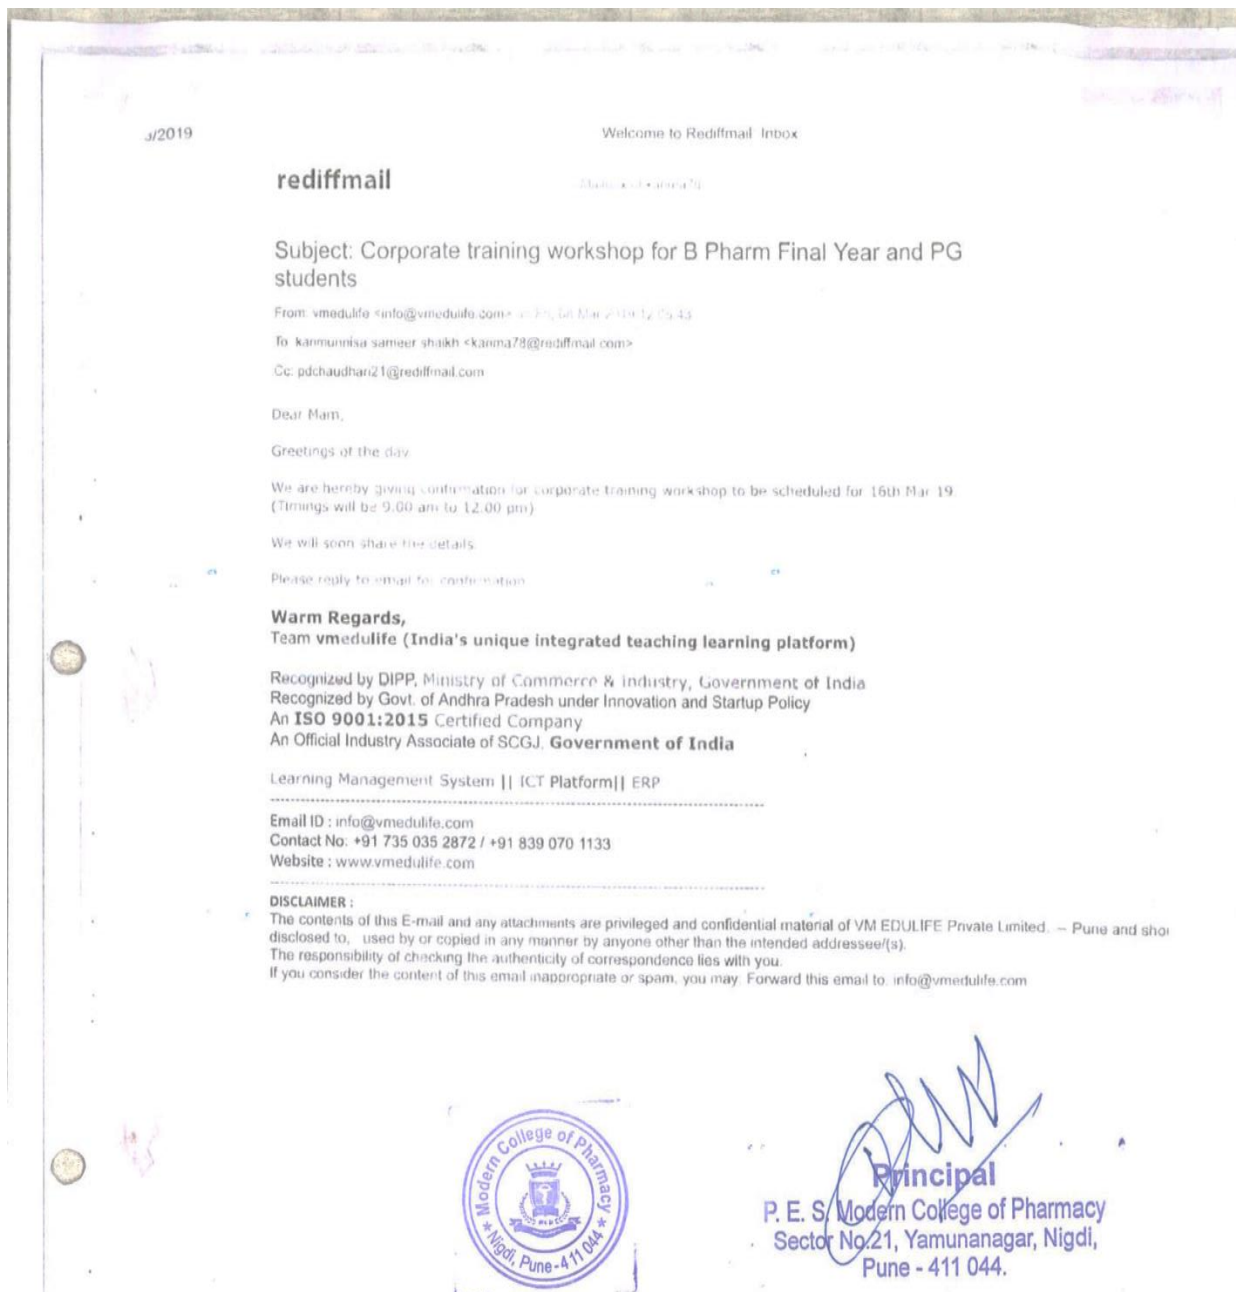 /2019
Welcome to Rediffmail Inbox
rediffmail
Subject: Corporate training workshop for B Pharm Final Year and PG
students
From: vmedulife <info@vmedulife.com> Mar 2019 12
To: kanmunnisa sameer shaikh <kanma78@rediffmail com>
Cc: pdchaudhari21@rediffmail.com
Dear Mam,
Greetings of the day
We are hereby giving confirmation for corporate training workshop to be scheduled for 16th Mar 19
(Timings will be 9.00 am to 12.00 pm)
We will soon share the details
Please reply to email for confirmation
Warm Regards,
Team vmedulife (India's unique integrated teaching learning platform)
Recognized by DIPP, Ministry of Commerce & industry, Government of India
Recognized by Govt. of Andhra Pradesh under Innovation and Startup Policy
An ISO 9001:2015 Certified Company
An Official Industry Associate of SCGJ, Government of India
Learning Management System || ICT Platform|| ERP
Email ID : info@vmedulife.com
Contact No: +91 735 035 2872 / +91 839 070 1133
Website : www.vmedulife.com
DISCLAIMER :
The contents of this E-mail and any attachments are privileged and confidential material of VM EDULIFE Private Limited. – Pune and shou
disclosed to, used by or copied in any manner by anyone other than the intended addressee/(s).
The responsibility of checking the authenticity of correspondence lies with you.
If you consider the content of this email inappropriate or spam, you may Forward this email to. info@vmedulife.com
Modern College of Pharmacy
Nigdi, Pune-411 044
Principal
P. E. S. Modern College of Pharmacy
Sector No.21, Yamunanagar, Nigdi,
Pune - 411 044.